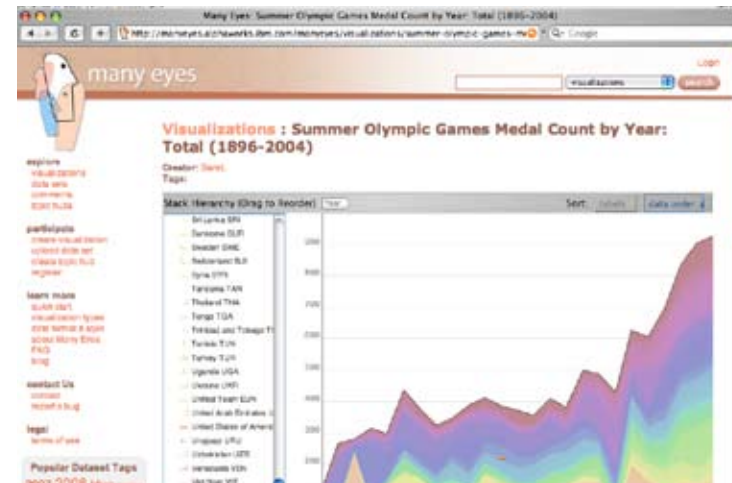 Many Eyes: Summer Olympic Games Medal Count by Year: Total (1896-2004)
Google
Login
many eyes
visualizations
search
Visualizations : Summer Olympic Games Medal Count by Year:
Total (1896-2004)
Creator:
Tags:
explore
visualizations
data sets
comments
topic hubs
participate
create visualization
upload data set
create topic hub
register
learn more
quick start
visualization types
about Many Eyes
FAQ
blog
contact Us
contact
report a bug
legal
terms of use
Popular Dataset Tags
2008
Stack Hierarchy (Drag to Reorder)
Year
Sort:
labels
data order
Sri Lanka SRI
Suriname SUR
Sweden SWE
Switzerland SUI
Syria SYR
Tanzania TAN
Thailand THA
Tonga TGA
Trinidad and Tobago
Tunisia TUN
Turkey TUR
Uganda UGA
Ukraine UKR
Unified Team EUN
United Arab Emirates
United States of Americ
Uruguay URU
Uzbekistan UZB
Venezuela VEN